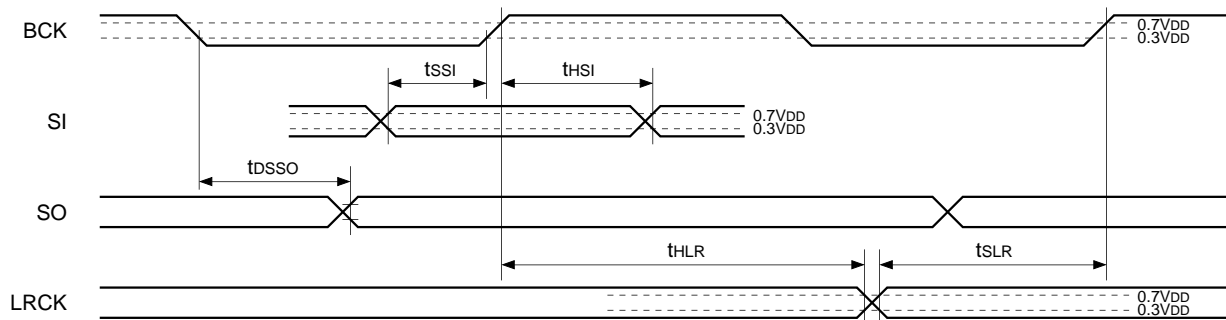 BCK
0.7VDD
0.3VDD
tSSI
tHSI
SI
0.7VDD
0.3VDD
tDSSO
SO
tHLR
tSLR
LRCK
0.7VDD
0.3VDD